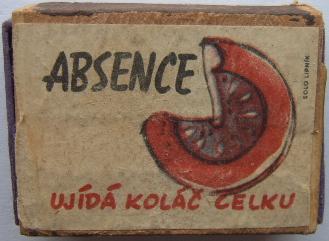 ABSENCE
SOLO LIPNÍK
UJÍDÁ KOLÁČ CELKU